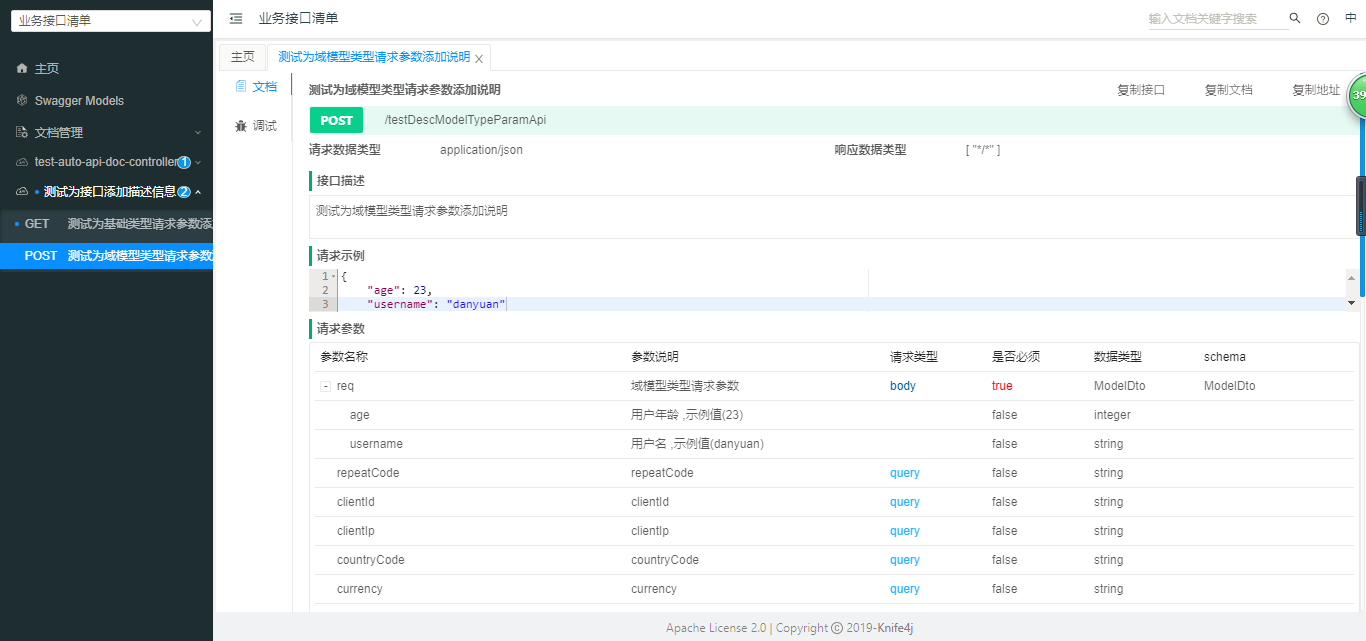 业务接口清单
业务接口清单
输入文档关键字搜索
中
主页
Swagger Models
文档管理
test-auto-api-doc-controller 1
测试为接口添加描述信息 2
GET 测试为基础类型请求参数添
POST 测试为域模型类型请求参数
主页 测试为域模型类型请求参数添加说明
文档
调试
测试为域模型类型请求参数添加说明
复制接口 复制文档 复制地址
39
POST /testDescModelTypeParamApi
请求数据类型 application/json 响应数据类型 [ "*/*" ]
接口描述
测试为域模型类型请求参数添加说明
请求示例
1 {
2 "age": 23,
3 "username": "danyuan"
请求参数
参数名称 参数说明 请求类型 是否必须 数据类型 schema
- req 域模型类型请求参数 body true ModelDto ModelDto
age 用户年龄 ,示例值(23) false integer
username 用户名 ,示例值(danyuan) false string
repeatCode repeatCode query false string
clientId clientId query false string
clientIp clientIp query false string
countryCode countryCode query false string
currency currency query false string
Apache License 2.0 | Copyright © 2019-Knife4j